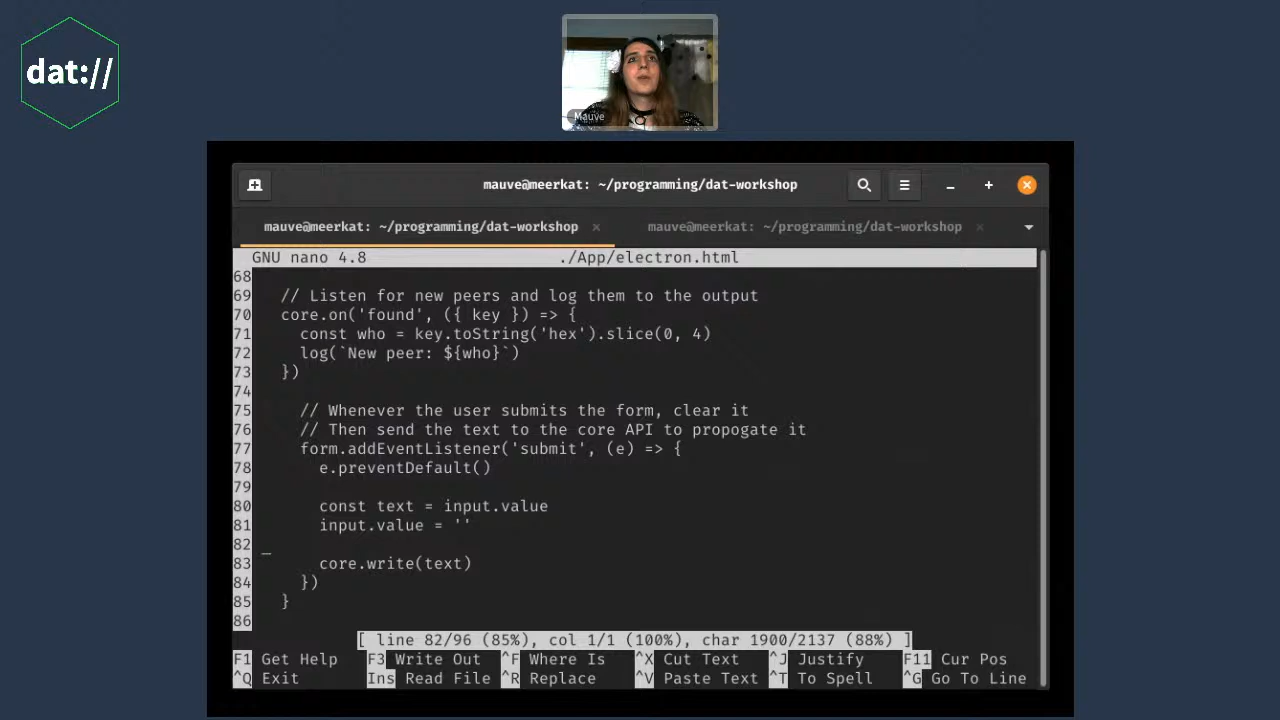 dat://
Mauve
mauve@meerkat: ~/programming/dat-workshop
mauve@meerkat: ~/programming/dat-workshop ×
mauve@meerkat: ~/programming/dat-workshop ×
GNU nano 4.8 ./App/electron.html
68
69 // Listen for new peers and log them to the output
70 core.on('found', ({ key }) => {
71 const who = key.toString('hex').slice(0, 4)
72 log(`New peer: ${who}`)
73 })
74
75 // Whenever the user submits the form, clear it
76 // Then send the text to the core API to propogate it
77 form.addEventListener('submit', (e) => {
78 e.preventDefault()
79
80 const text = input.value
81 input.value = ''
82
83 core.write(text)
84 })
85 }
86
[ line 82/96 (85%), col 1/1 (100%), char 1900/2137 (88%) ]
F1 Get Help F3 Write Out ^F Where Is ^X Cut Text ^J Justify F11 Cur Pos
^Q Exit Ins Read File ^R Replace ^V Paste Text ^T To Spell ^G Go To Line